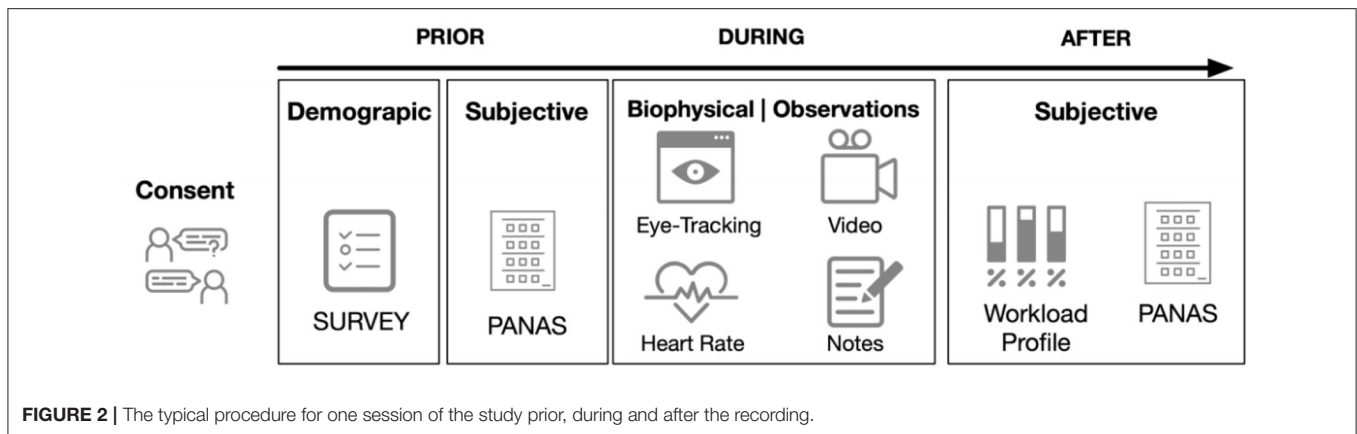 PRIOR
DURING
AFTER
Consent
Demograpic
SURVEY
Subjective
PANAS
Biophysical | Observations
Eye-Tracking
Video
Heart Rate
Notes
Subjective
?
% % %
Workload
Profile
PANAS
FIGURE 2 | The typical procedure for one session of the study prior, during and after the recording.